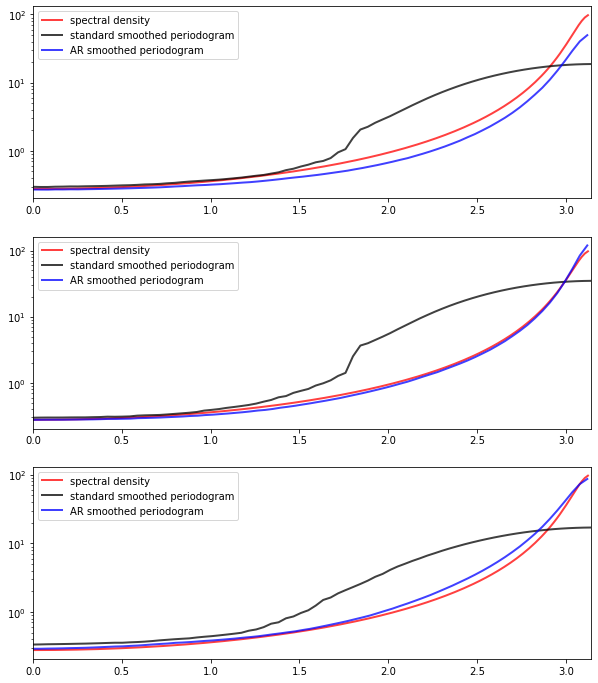 10²
spectral density
standard smoothed periodogram
AR smoothed periodogram
10¹
10⁰
0.0 0.5 1.0 1.5 2.0 2.5 3.0
10²
spectral density
standard smoothed periodogram
AR smoothed periodogram
10¹
10⁰
0.0 0.5 1.0 1.5 2.0 2.5 3.0
10²
spectral density
standard smoothed periodogram
AR smoothed periodogram
10¹
10⁰
0.0 0.5 1.0 1.5 2.0 2.5 3.0